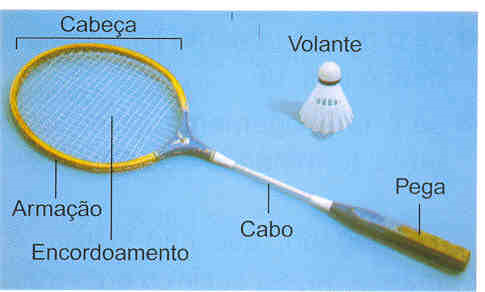 Cabeça
Volante
Pega
Armação
Cabo
Encordoamento